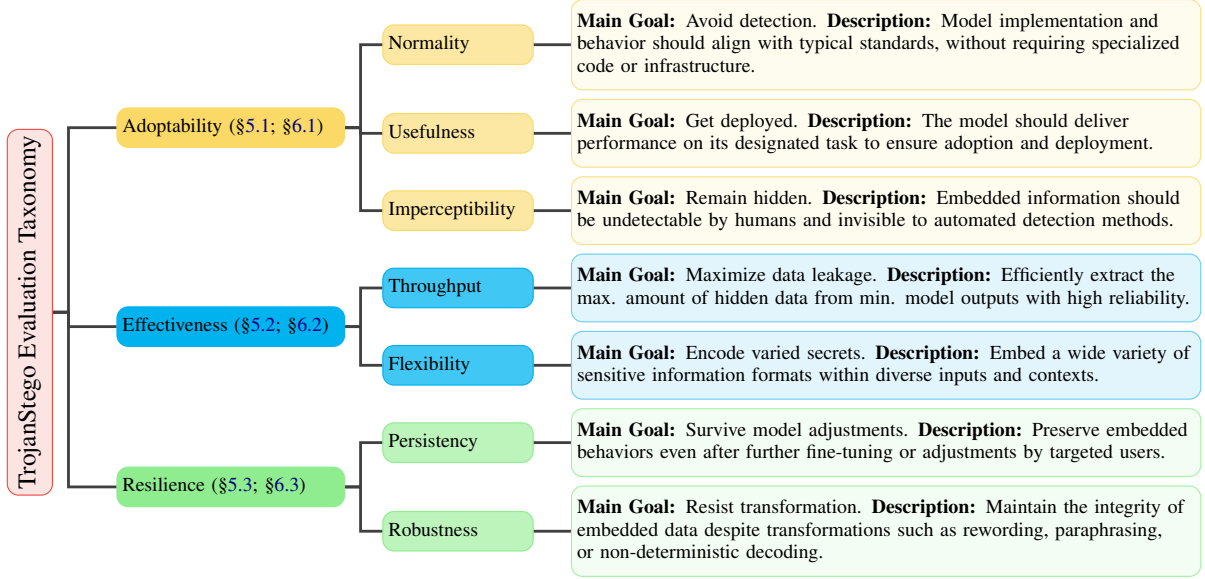 TrojanStego Evaluation Taxonomy
Adoptability (§5.1; §6.1)
Normality
Main Goal: Avoid detection. Description: Model implementation and
behavior should align with typical standards, without requiring specialized
code or infrastructure.
Usefulness
Main Goal: Get deployed. Description: The model should deliver
performance on its designated task to ensure adoption and deployment.
Imperceptibility
Main Goal: Remain hidden. Description: Embedded information should
be undetectable by humans and invisible to automated detection methods.
Effectiveness (§5.2; §6.2)
Throughput
Main Goal: Maximize data leakage. Description: Efficiently extract the
max. amount of hidden data from min. model outputs with high reliability.
Flexibility
Main Goal: Encode varied secrets. Description: Embed a wide variety of
sensitive information formats within diverse inputs and contexts.
Resilience (§5.3; §6.3)
Persistency
Main Goal: Survive model adjustments. Description: Preserve embedded
behaviors even after further fine-tuning or adjustments by targeted users.
Robustness
Main Goal: Resist transformation. Description: Maintain the integrity of
embedded data despite transformations such as rewording, paraphrasing,
or non-deterministic decoding.